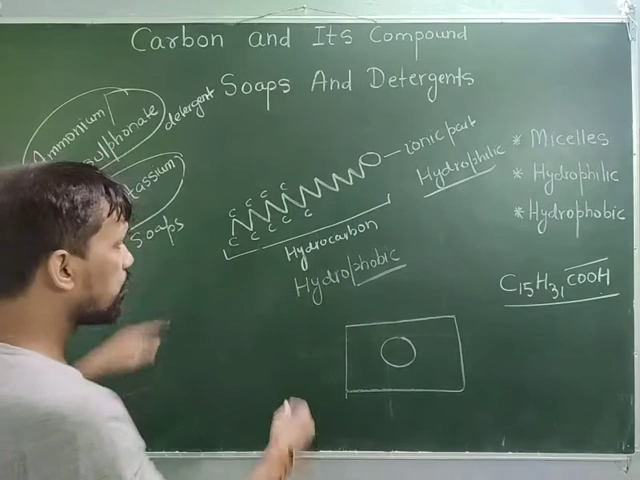 Carbon and Its Compound
Soaps And Detergents
Ammonium
sulphonate
detergent
tassium
Soaps
C C C C
C C C C C
ionic part
Hydrophilic
Hydrocarbon
Hydrophobic
* Micelles
* Hydrophilic
* Hydrophobic
C15H31COOH